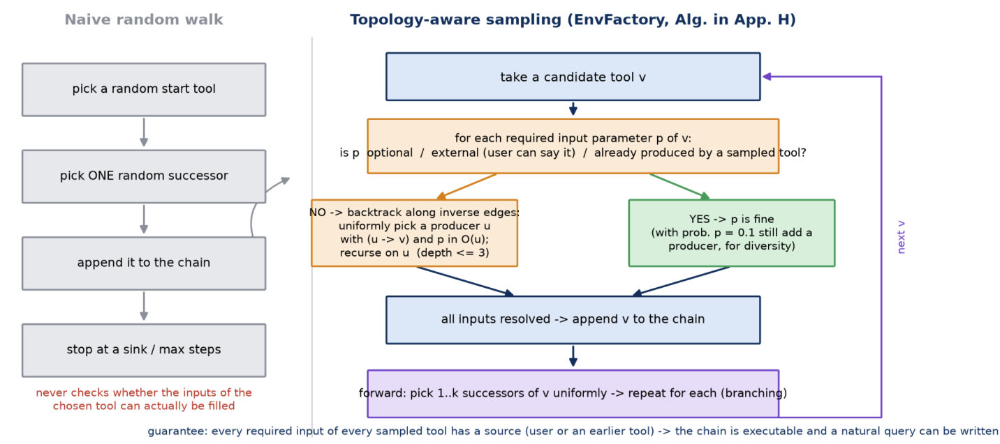 Naive random walk
pick a random start tool
pick ONE random successor
append it to the chain
stop at a sink / max steps
never checks whether the inputs of the
chosen tool can actually be filled
Topology-aware sampling (EnvFactory, Alg. in App. H)
take a candidate tool v
for each required input parameter p of v:
is p  optional  /  external (user can say it)  /  already produced by a sampled tool?
NO -> backtrack along inverse edges:
uniformly pick a producer u
with (u -> v) and p in O(u);
recurse on u  (depth <= 3)
YES -> p is fine
(with prob. p = 0.1 still add a
producer, for diversity)
all inputs resolved -> append v to the chain
forward: pick 1..k successors of v uniformly -> repeat for each (branching)
next v
guarantee: every required input of every sampled tool has a source (user or an earlier tool) -> the chain is executable and a natural query can be written